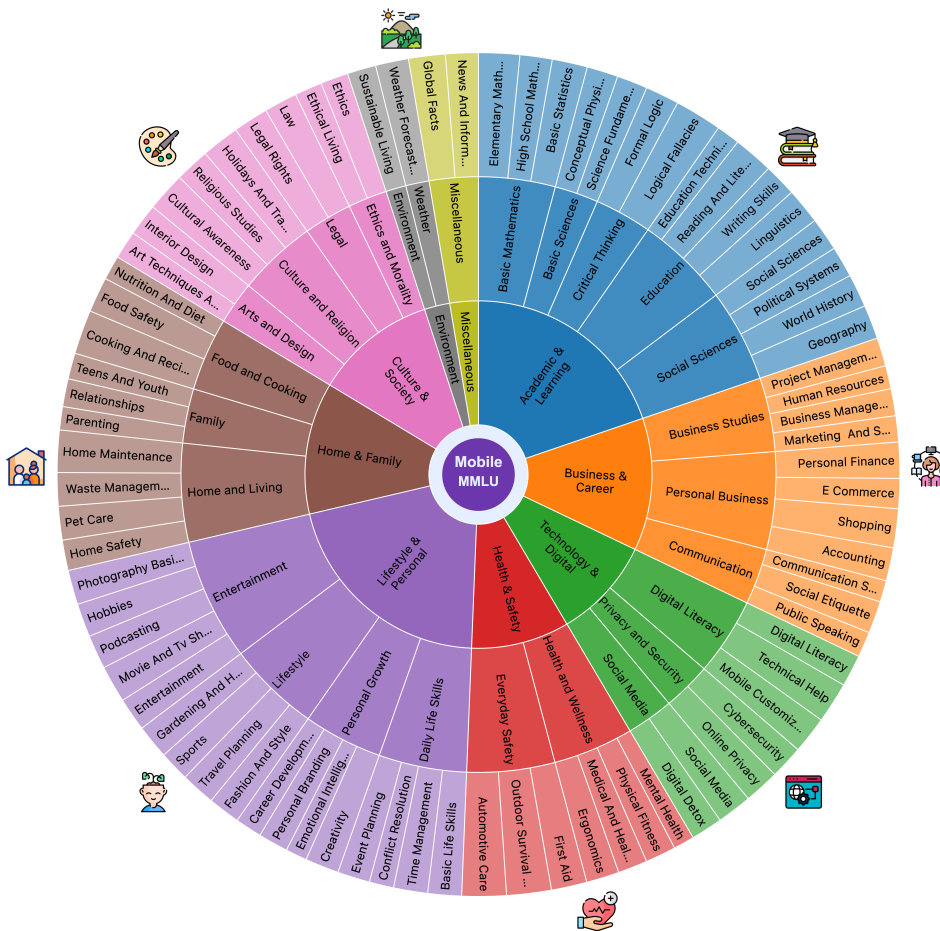 Mobile
MMLU
Academic &
Learning
Business &
Career
Technology &
Digital
Health & Safety
Lifestyle &
Personal
Home & Family
Culture &
Society
Environment
Miscellaneous
Basic Mathematics
Basic Sciences
Critical Thinking
Education
Social Sciences
Business Studies
Personal Business
Communication
Digital Literacy
Privacy and Security
Social Media
Health and Wellness
Everyday Safety
Daily Life Skills
Personal Growth
Lifestyle
Entertainment
Home and Living
Family
Food and Cooking
Arts and Design
Culture and Religion
Legal
Ethics and Morality
Environment
Weather
Miscellaneous
Elementary Math...
High School Math...
Basic Statistics
Conceptual Physi...
Science Fundame...
Formal Logic
Logical Fallacies
Education Techni...
Reading And Lite...
Writing Skills
Linguistics
Social Sciences
Political Systems
World History
Geography
Project Managem...
Human Resources
Business Manage...
Marketing And S...
Personal Finance
E Commerce
Shopping
Accounting
Communication S...
Social Etiquette
Public Speaking
Digital Literacy
Technical Help
Mobile Customiz...
Cybersecurity
Online Privacy
Social Media
Digital Detox
Mental Health
Physical Fitness
Medical And Heal...
Ergonomics
First Aid
Outdoor Survival ...
Automotive Care
Basic Life Skills
Time Management
Conflict Resolution
Event Planning
Creativity
Emotional Intellig...
Personal Branding
Career Developm...
Fashion And Style
Travel Planning
Sports
Gardening And H...
Entertainment
Movie And Tv Sh...
Podcasting
Hobbies
Photography Basi...
Home Safety
Pet Care
Waste Managem...
Home Maintenance
Parenting
Relationships
Teens And Youth
Cooking And Reci...
Food Safety
Nutrition And Diet
Art Techniques A...
Interior Design
Cultural Awareness
Religious Studies
Holidays And Tra...
Legal Rights
Law
Ethical Living
Ethics
Sustainable Living
Weather Forecast...
Global Facts
News And Inform...